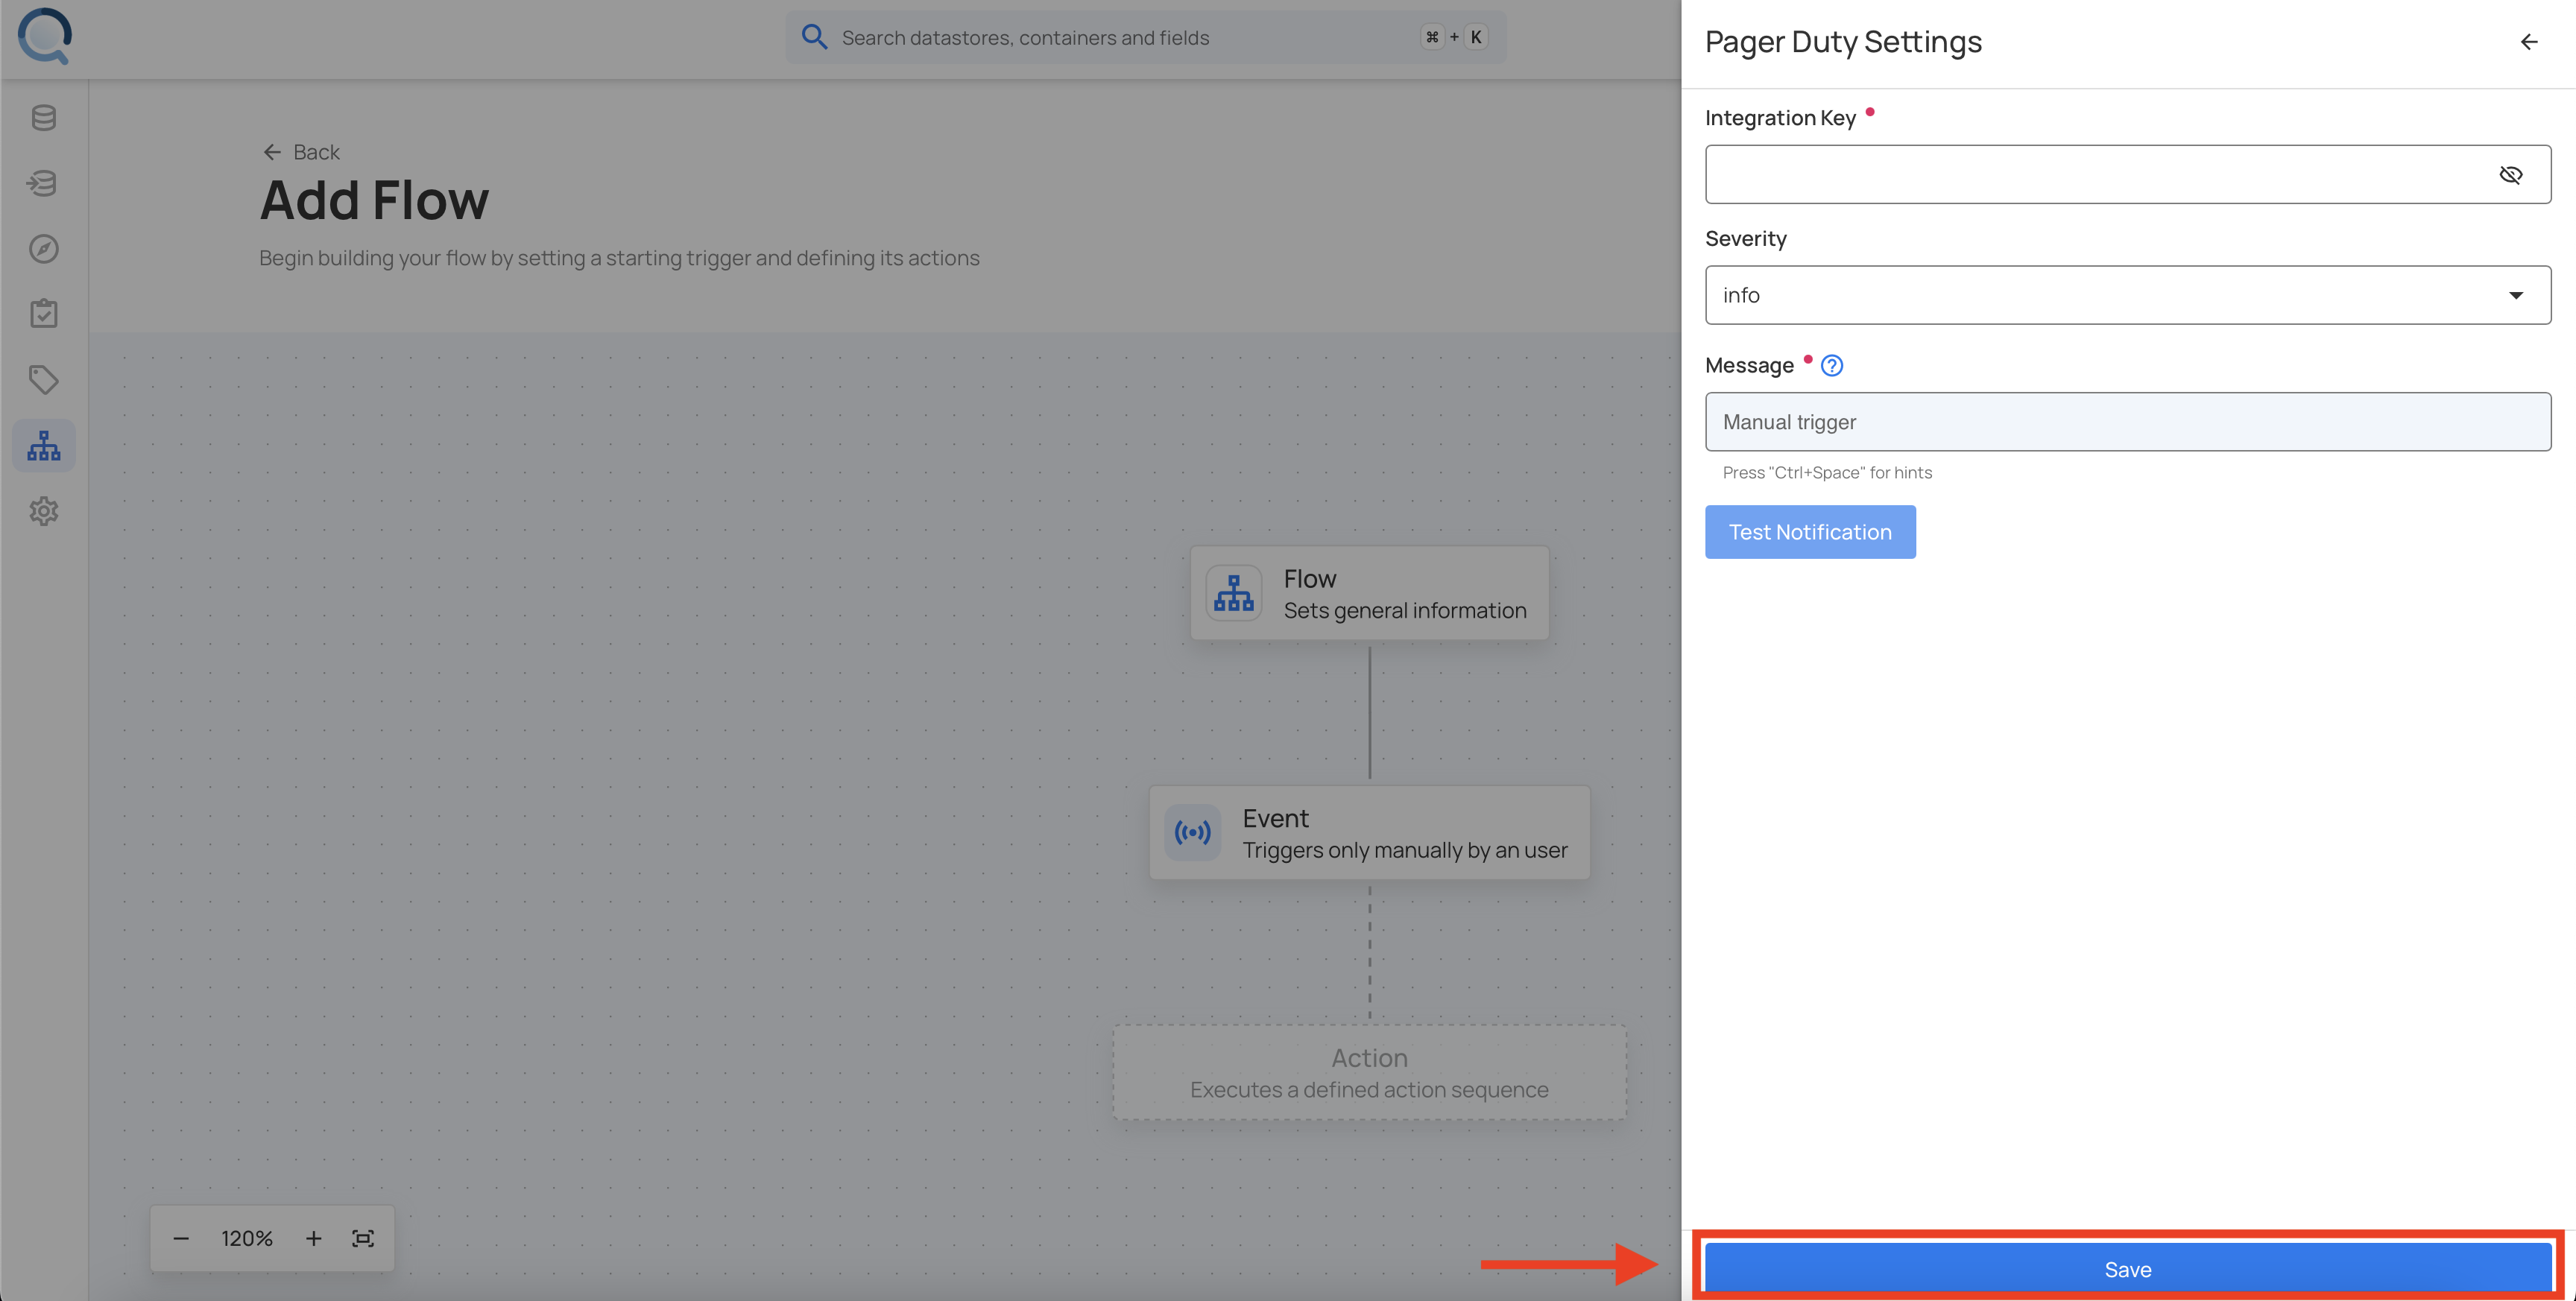 Search datastores, containers and fields
⌘ + K
Back
Add Flow
Begin building your flow by setting a starting trigger and defining its actions
Flow
Sets general information
Event
Triggers only manually by an user
Action
Executes a defined action sequence
120%
Pager Duty Settings
Integration Key
Severity
info
Message
Manual trigger
Press "Ctrl+Space" for hints
Test Notification
Save